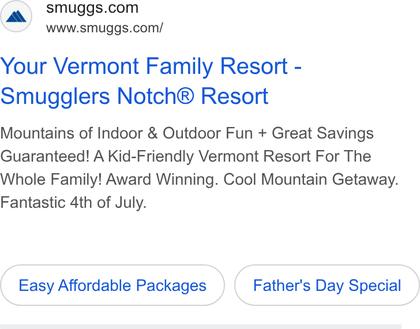 smuggs.com
www.smuggs.com/
Your Vermont Family Resort -
Smugglers Notch® Resort
Mountains of Indoor & Outdoor Fun + Great Savings
Guaranteed! A Kid-Friendly Vermont Resort For The
Whole Family! Award Winning. Cool Mountain Getaway.
Fantastic 4th of July.
Easy Affordable Packages
Father's Day Special